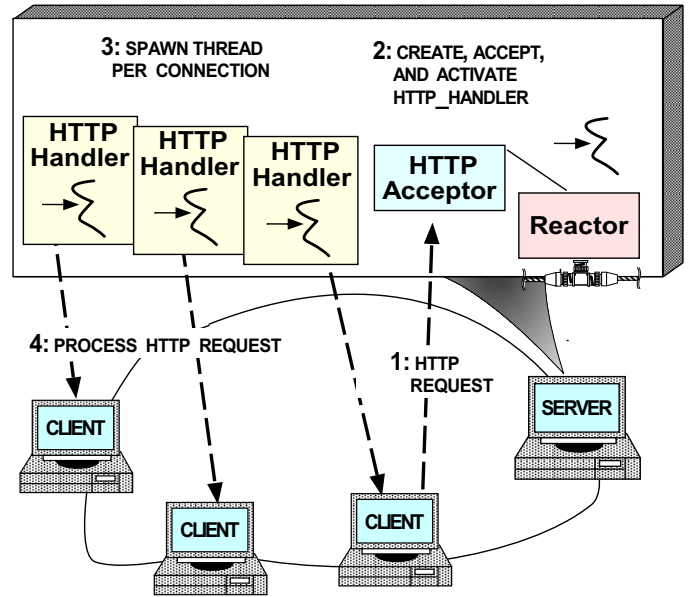 3: SPAWN THREAD
PER CONNECTION
2: CREATE, ACCEPT,
AND ACTIVATE
HTTP_HANDLER
HTTP
Handler
HTTP
Handler
HTTP
Handler
HTTP
Acceptor
Reactor
4: PROCESS HTTP REQUEST
1: HTTP
REQUEST
CLIENT
SERVER
CLIENT
CLIENT